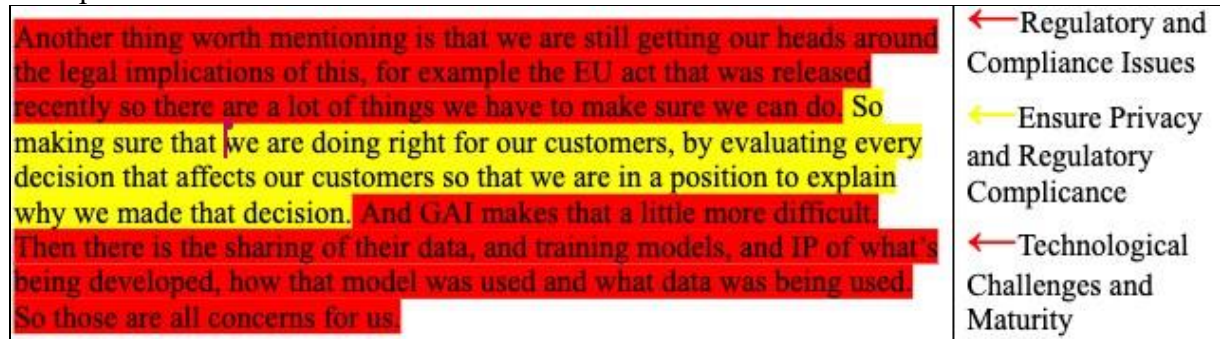 Another thing worth mentioning is that we are still getting our heads around
the legal implications of this, for example the EU act that was released
recently so there are a lot of things we have to make sure we can do. So
making sure that we are doing right for our customers, by evaluating every
decision that affects our customers so that we are in a position to explain
why we made that decision. And GAI makes that a little more difficult.
Then there is the sharing of their data, and training models, and IP of what's
being developed, how that model was used and what data was being used.
So those are all concerns for us.
←Regulatory and
Compliance Issues
←Ensure Privacy
and Regulatory
Complicance
←Technological
Challenges and
Maturity